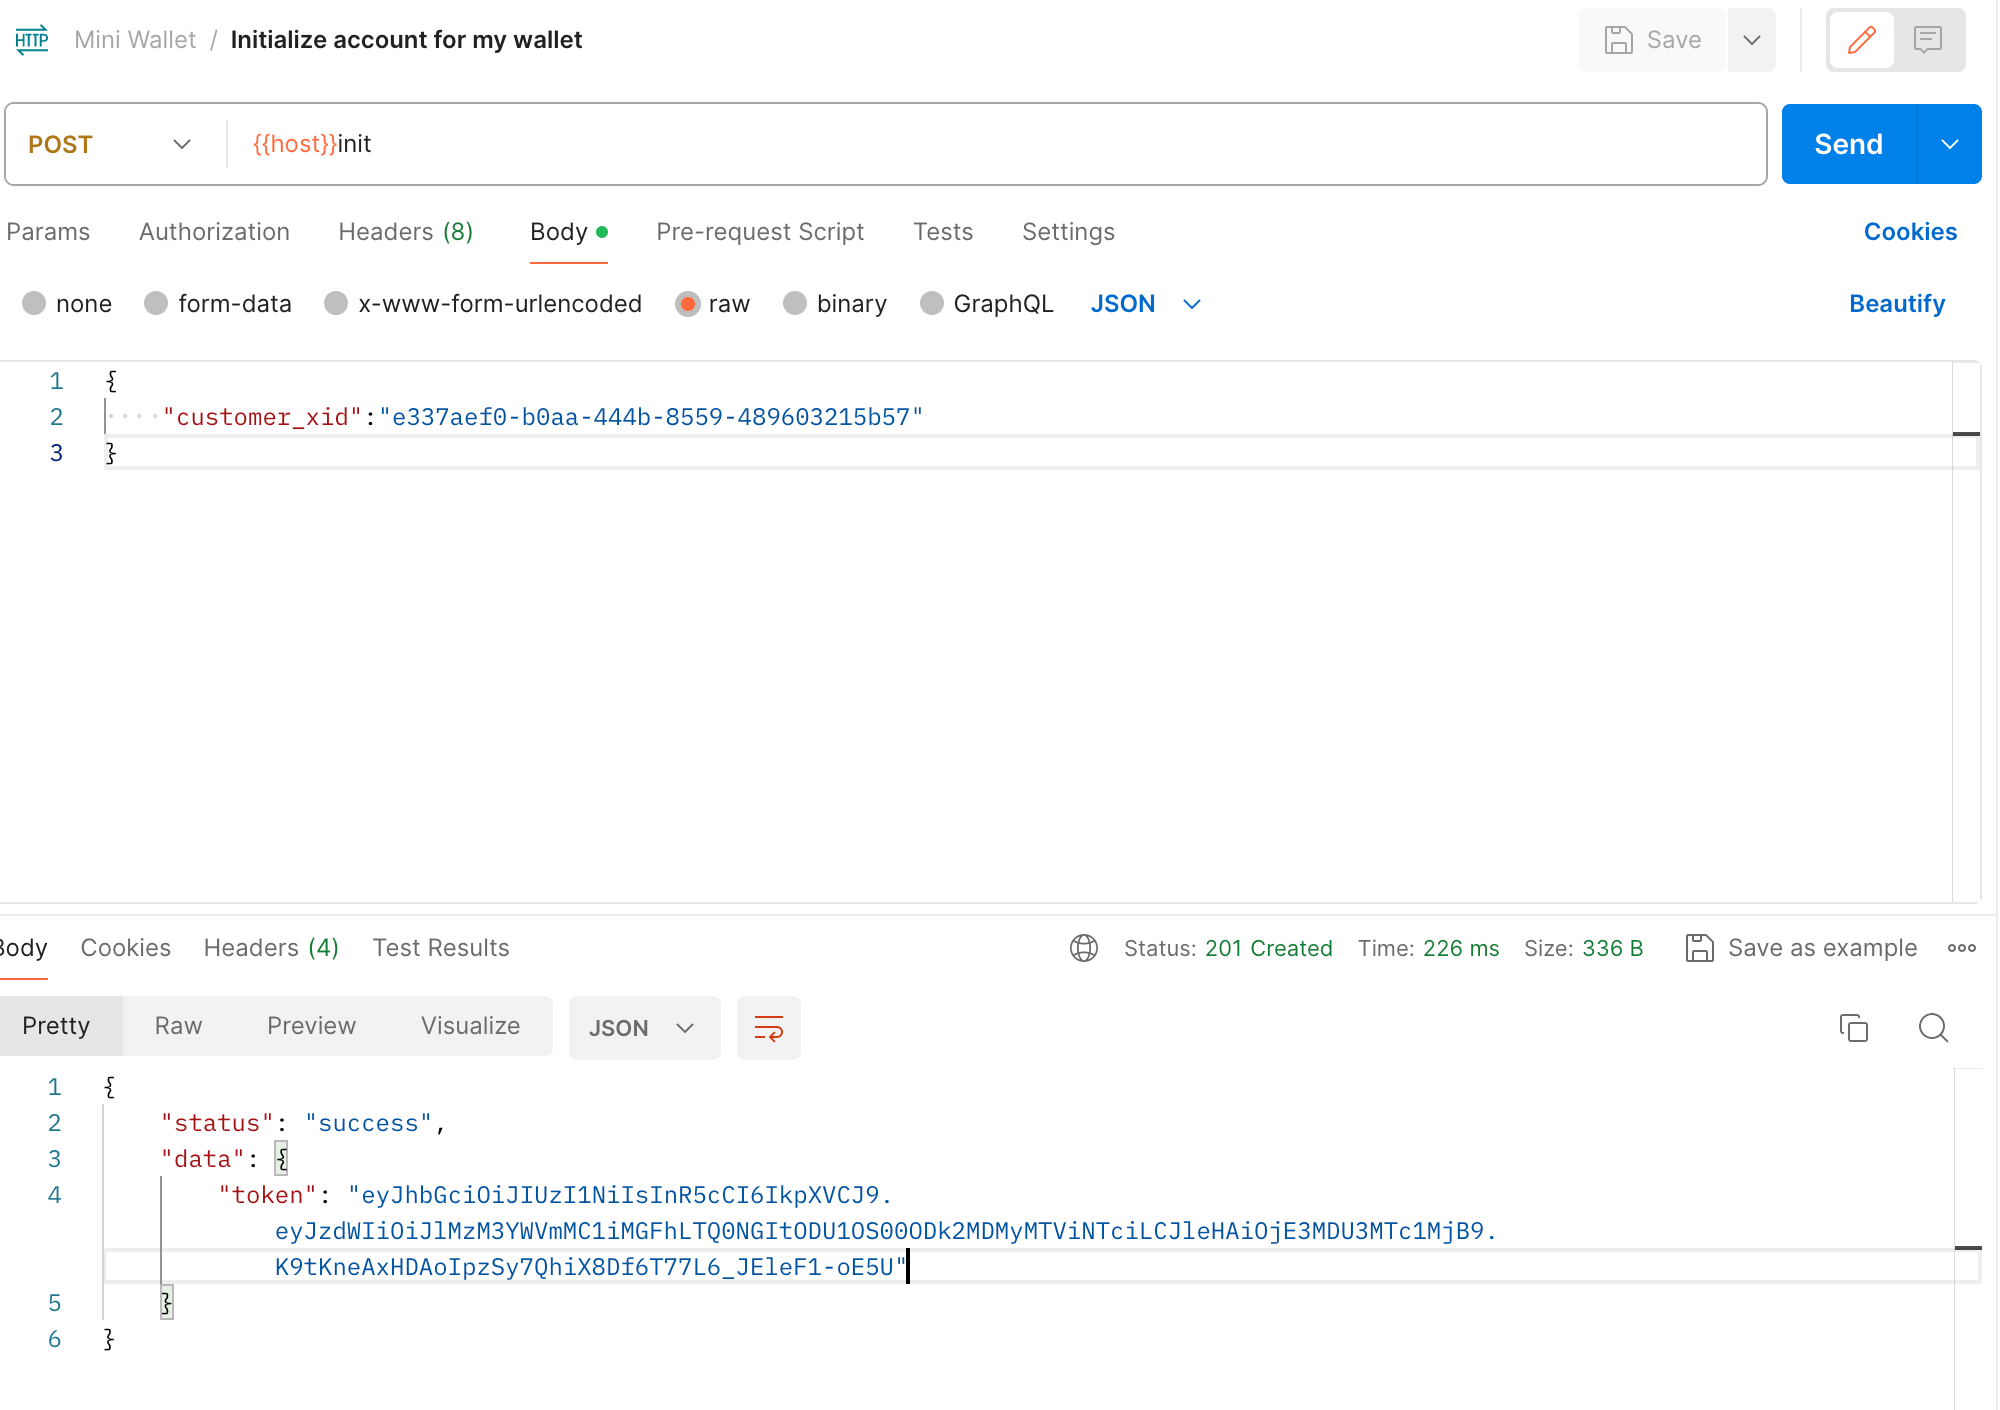 HTTP Mini Wallet / Initialize account for my wallet Save
POST {{host}}init Send
Params Authorization Headers (8) Body Pre-request Script Tests Settings Cookies
none form-data x-www-form-urlencoded raw binary GraphQL JSON Beautify
1 {
2 ····"customer_xid":"e337aef0-b0aa-444b-8559-489603215b57"
3 }
Body Cookies Headers (4) Test Results Status: 201 Created Time: 226 ms Size: 336 B Save as example
Pretty Raw Preview Visualize JSON
1 {
2 "status": "success",
3 "data": {
4 "token": "eyJhbGciOiJIUzI1NiIsInR5cCI6IkpXVCJ9.
eyJzdWIiOiJlMzM3YWVmMC1iMGFhLTQ0NGItODU1OS00ODk2MDMyMTViNTciLCJleHAiOjE3MDU3MTc1MjB9.
K9tKneAxHDAoIpzSy7QhiX8Df6T77L6_JEleF1-oE5U"
5 }
6 }